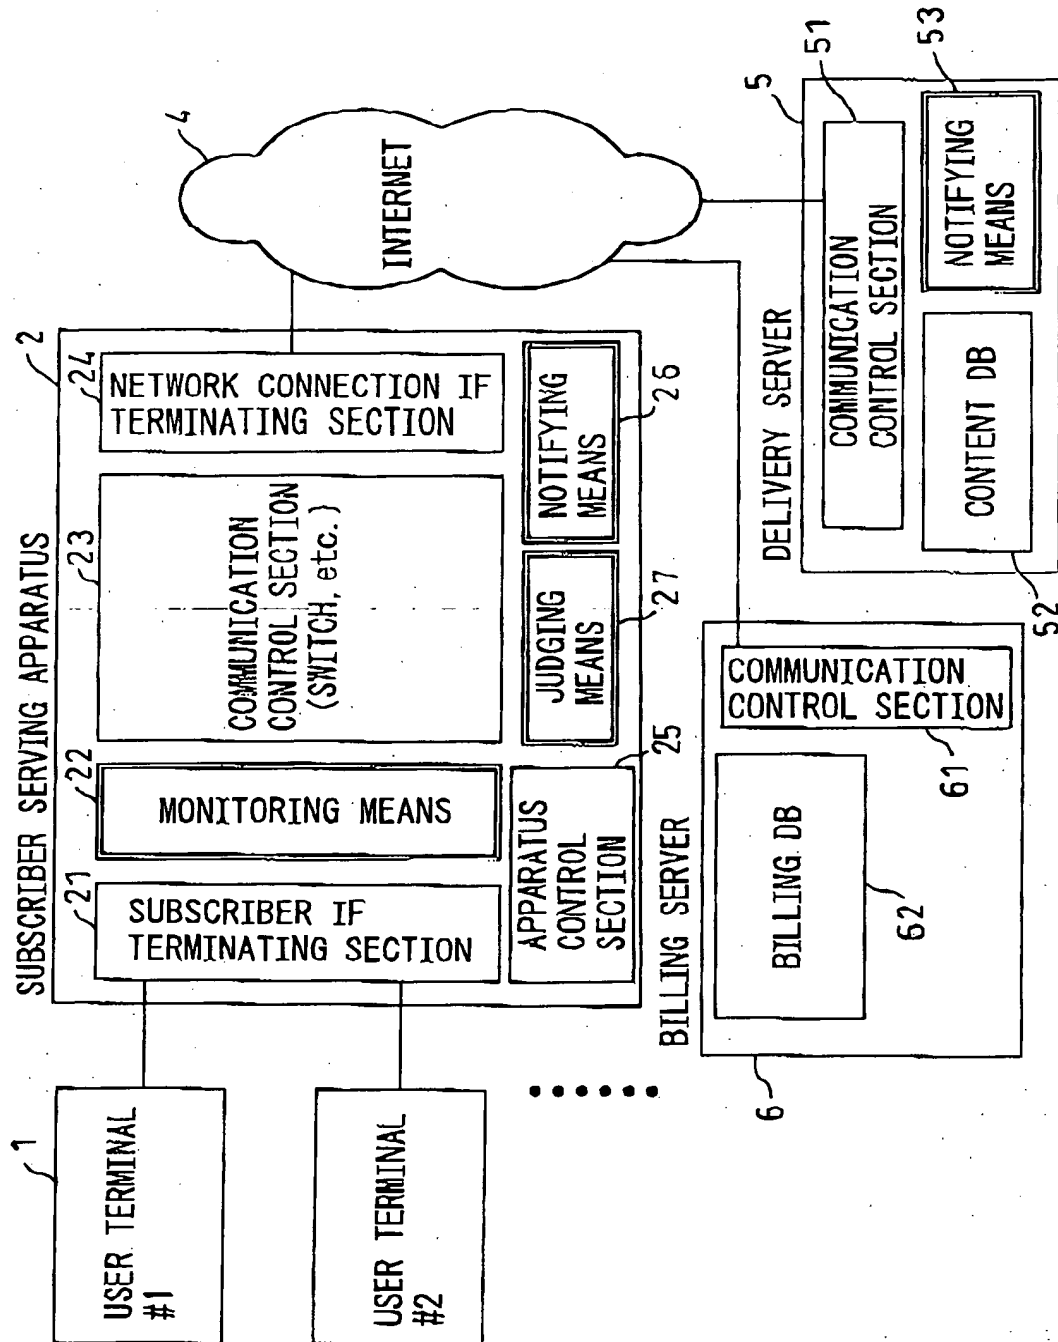 1
USER TERMINAL
#1
USER TERMINAL
#2
SUBSCRIBER SERVING APPARATUS
2
21
SUBSCRIBER IF
TERMINATING SECTION
22
MONITORING MEANS
23
COMMUNICATION
CONTROL SECTION
(SWITCH, etc.)
24
NETWORK CONNECTION IF
TERMINATING SECTION
APPARATUS
CONTROL
SECTION
25
JUDGING
MEANS
27
NOTIFYING
MEANS
26
4
INTERNET
BILLING SERVER
6
BILLING DB
62
COMMUNICATION
CONTROL SECTION
61
DELIVERY SERVER
5
COMMUNICATION
CONTROL SECTION
51
CONTENT DB
52
NOTIFYING
MEANS
53